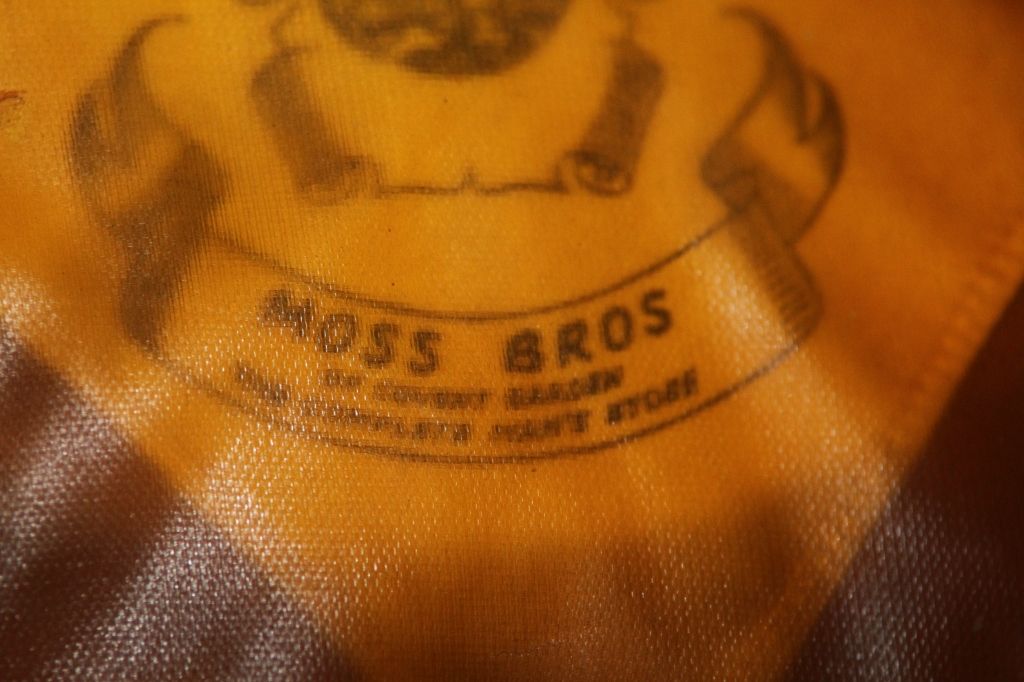 MOSS BROS
OF COVENT GARDEN
THE COMPLETE MAN'S STORE